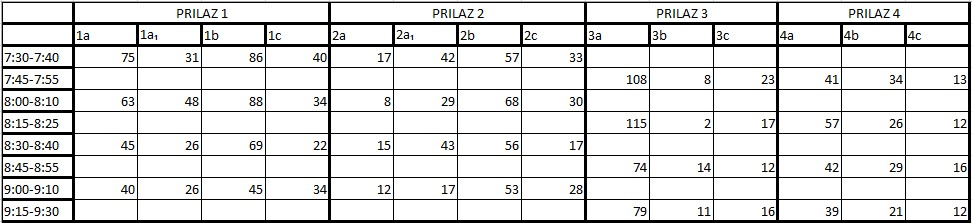 PRILAZ 1 PRILAZ 2 PRILAZ 3 PRILAZ 4
1a 1a₁ 1b 1c 2a 2a₁ 2b 2c 3a 3b 3c 4a 4b 4c
7:30-7:40 75 31 86 40 17 42 57 33
7:45-7:55 108 8 23 41 34 13
8:00-8:10 63 48 88 34 8 29 68 30
8:15-8:25 115 2 17 57 26 12
8:30-8:40 45 26 69 22 15 43 56 17
8:45-8:55 74 14 12 42 29 16
9:00-9:10 40 26 45 34 12 17 53 28
9:15-9:30 79 11 16 39 21 12